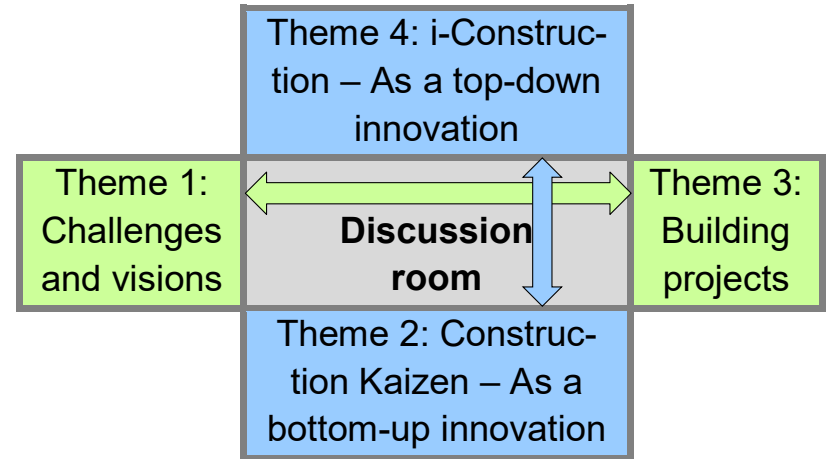 Theme 4: i-Construc-
tion – As a top-down
innovation
Theme 1:
Challenges
and visions
Discussion
room
Theme 3:
Building
projects
Theme 2: Construc-
tion Kaizen – As a
bottom-up innovation